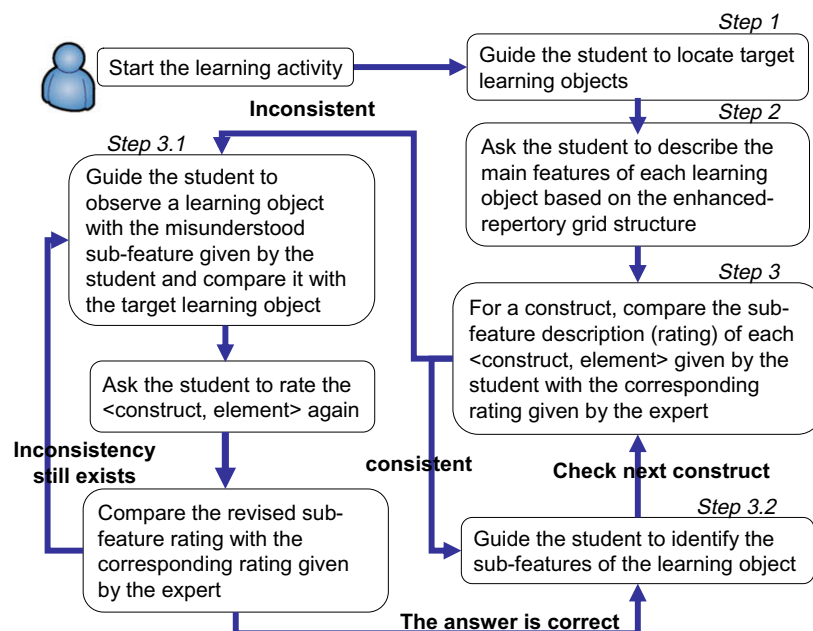 Start the learning activity
Step 1
Guide the student to locate target
learning objects
Step 2
Ask the student to describe the
main features of each learning
object based on the enhanced-
repertory grid structure
Step 3
For a construct, compare the sub-
feature description (rating) of each
<construct, element> given by the
student with the corresponding
rating given by the expert
Inconsistent
Step 3.1
Guide the student to
observe a learning object
with the misunderstood
sub-feature given by the
student and compare it with
the target learning object
Ask the student to rate the
<construct, element> again
Inconsistency
still exists
Compare the revised sub-
feature rating with the
corresponding rating given
by the expert
consistent
Check next construct
Step 3.2
Guide the student to identify the
sub-features of the learning object
The answer is correct